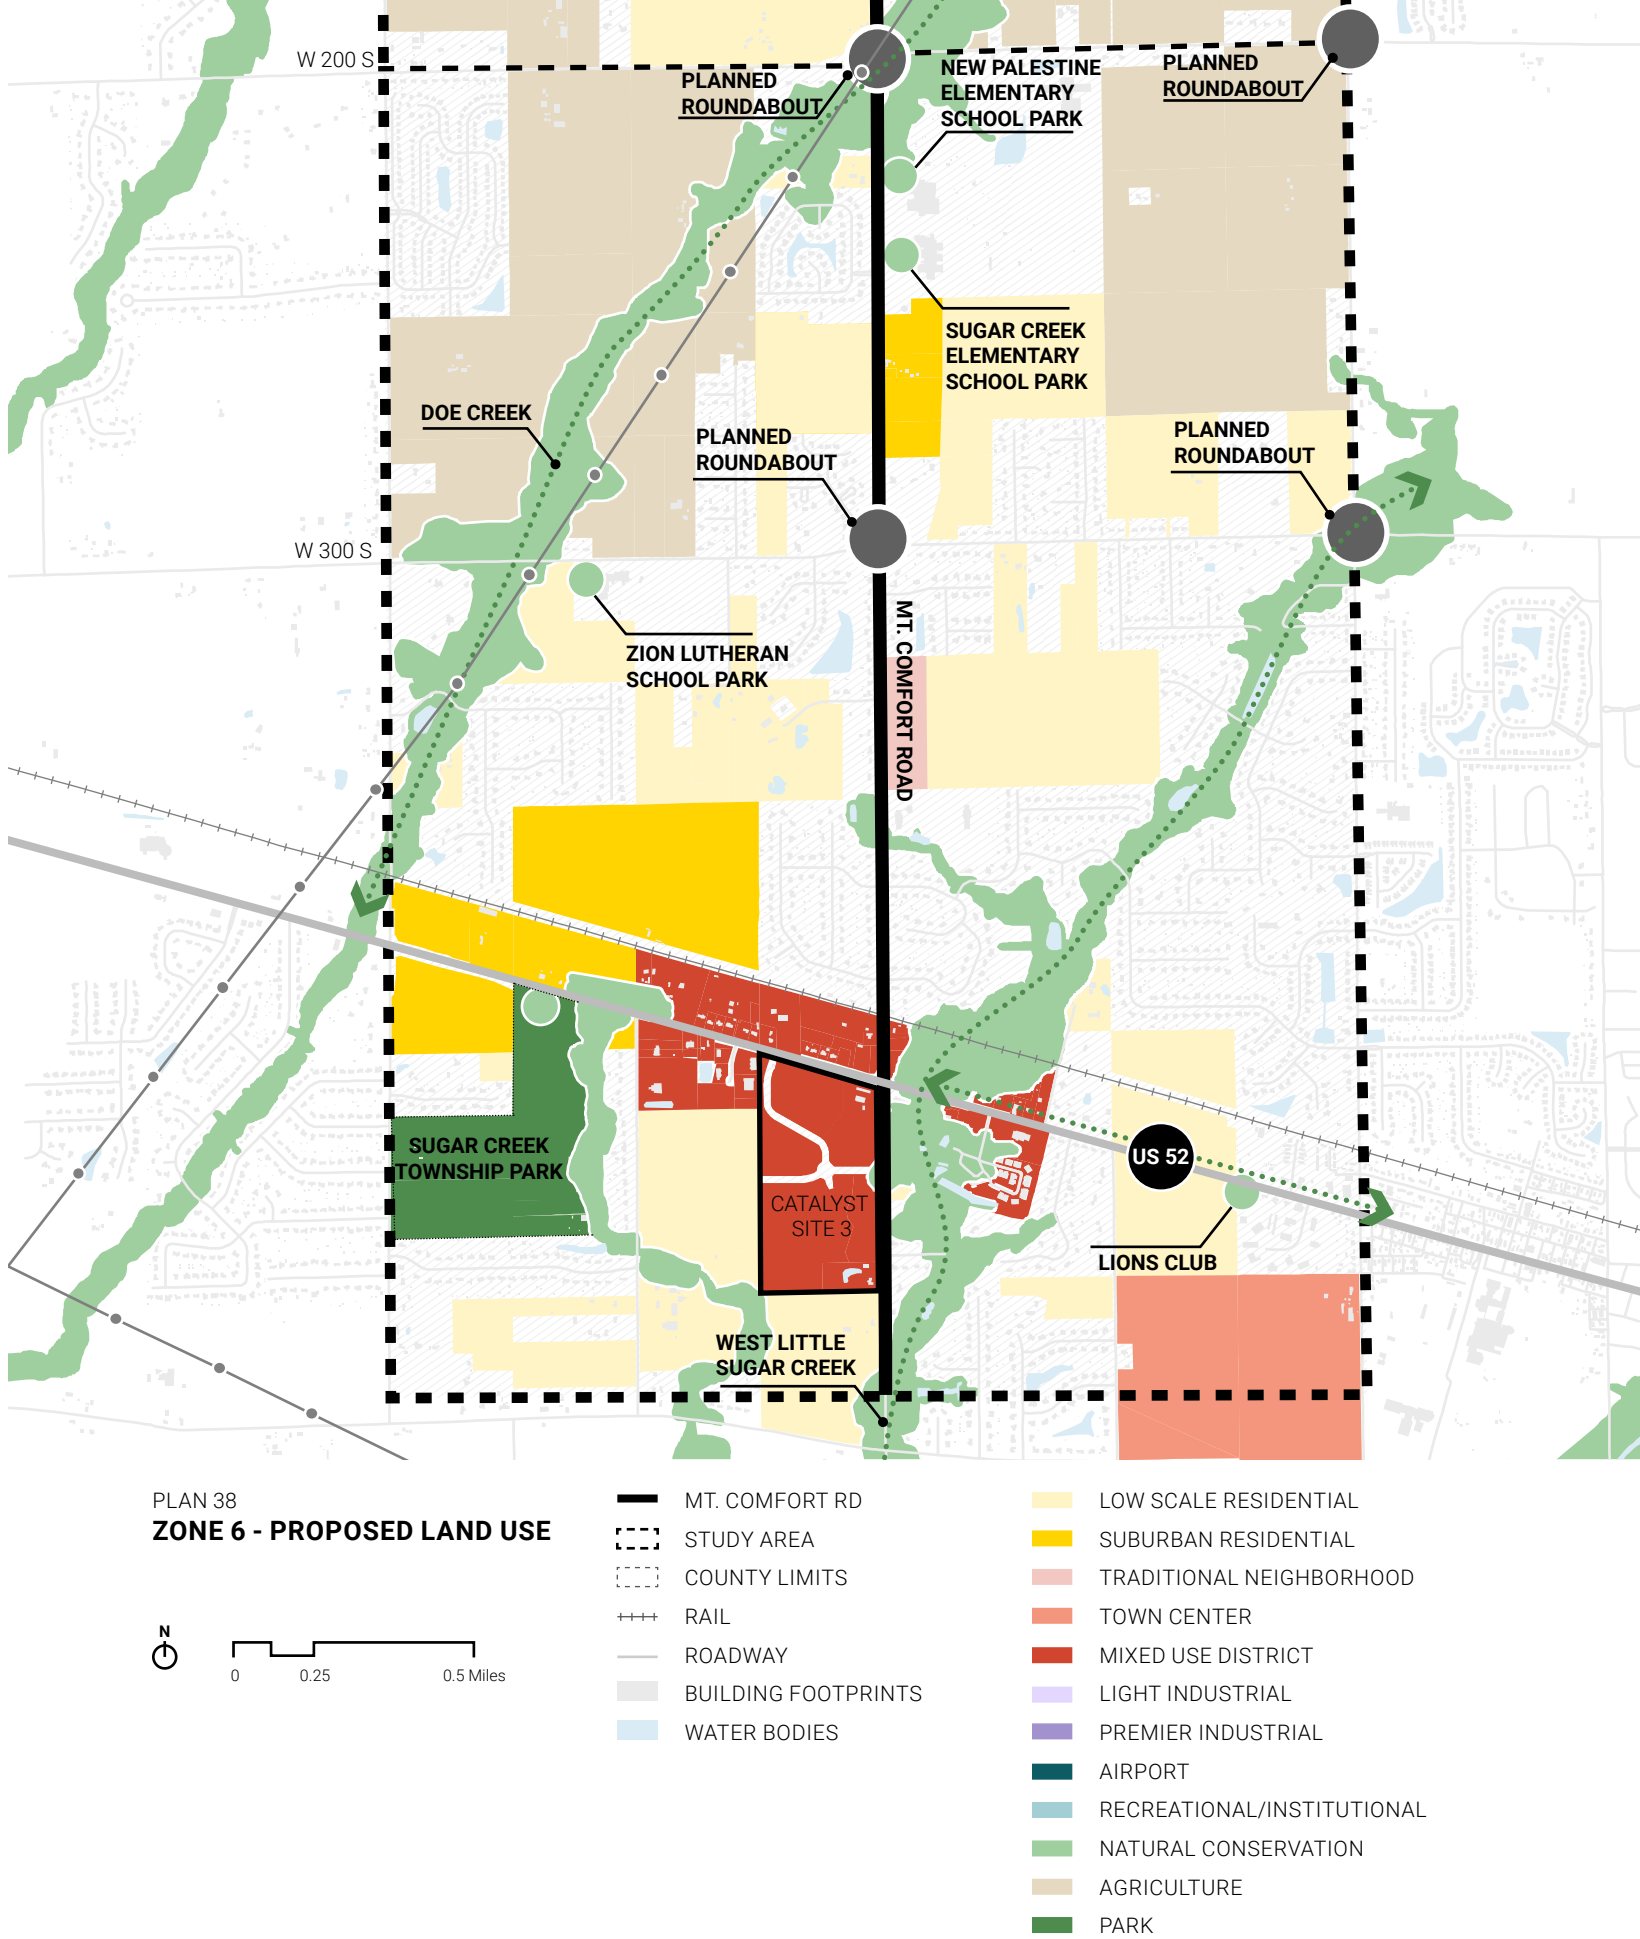 W 200 S
PLANNED
ROUNDABOUT
NEW PALESTINE
ELEMENTARY
SCHOOL PARK
PLANNED
ROUNDABOUT
SUGAR CREEK
ELEMENTARY
SCHOOL PARK
DOE CREEK
PLANNED
ROUNDABOUT
PLANNED
ROUNDABOUT
W 300 S
MT. COMFORT ROAD
ZION LUTHERAN
SCHOOL PARK
SUGAR CREEK
TOWNSHIP PARK
US 52
CATALYST
SITE 3
LIONS CLUB
WEST LITTLE
SUGAR CREEK
PLAN 38
ZONE 6 - PROPOSED LAND USE
N
0 0.25 0.5 Miles
MT. COMFORT RD
STUDY AREA
COUNTY LIMITS
RAIL
ROADWAY
BUILDING FOOTPRINTS
WATER BODIES
LOW SCALE RESIDENTIAL
SUBURBAN RESIDENTIAL
TRADITIONAL NEIGHBORHOOD
TOWN CENTER
MIXED USE DISTRICT
LIGHT INDUSTRIAL
PREMIER INDUSTRIAL
AIRPORT
RECREATIONAL/INSTITUTIONAL
NATURAL CONSERVATION
AGRICULTURE
PARK